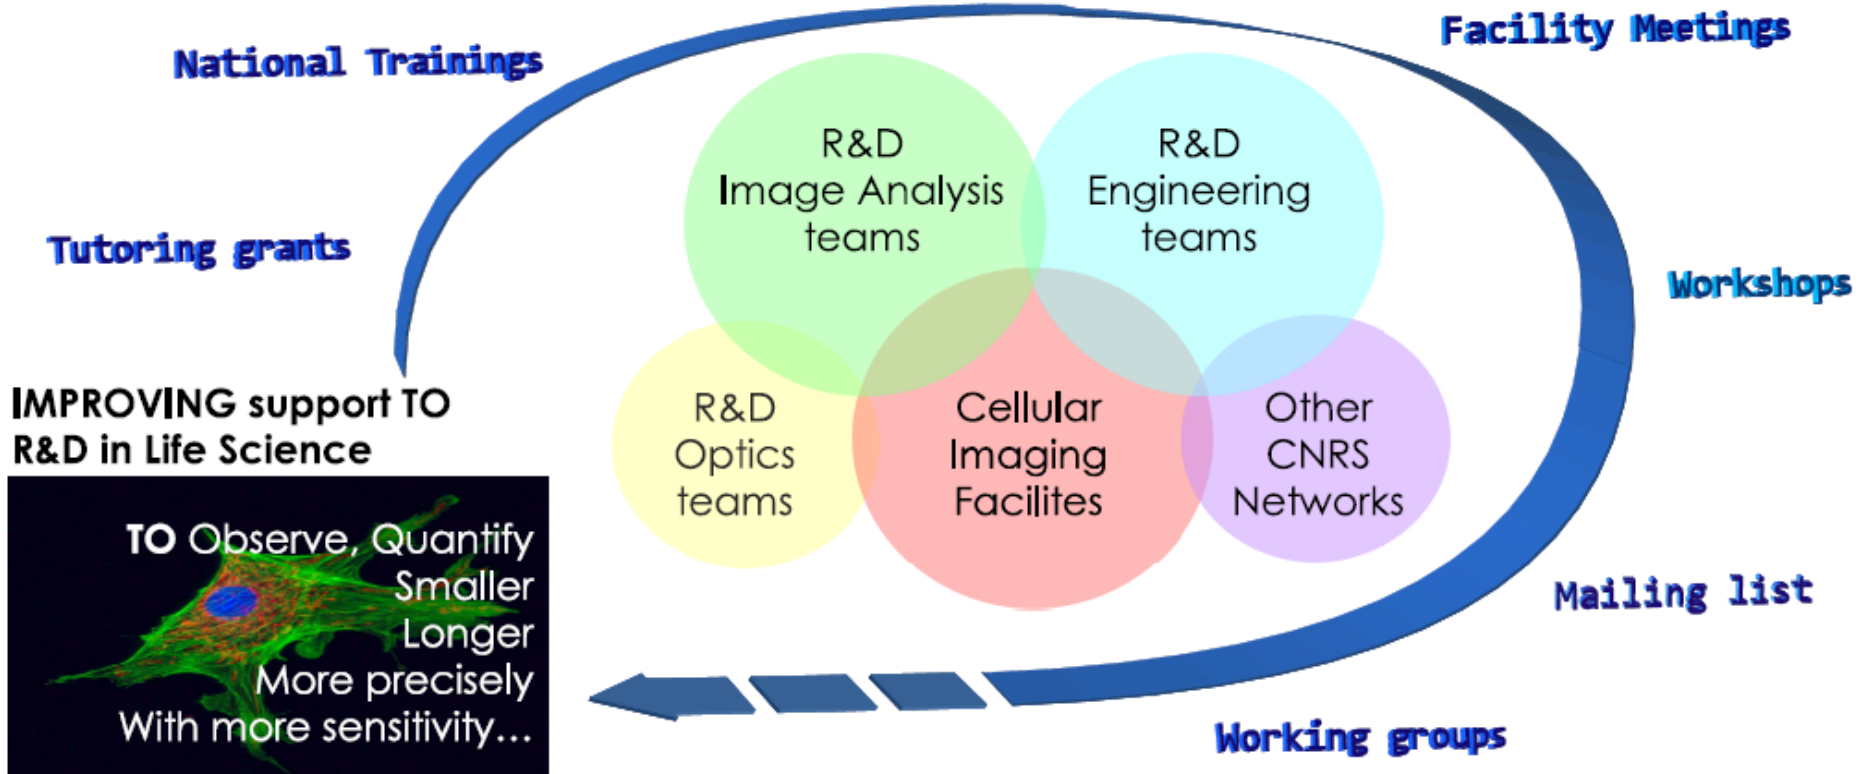 National Trainings
Facility Meetings
Tutoring grants
Workshops
Mailing list
Working groups
R&D
Image Analysis
teams
R&D
Engineering
teams
R&D
Optics
teams
Cellular
Imaging
Facilites
Other
CNRS
Networks
IMPROVING support TO
R&D in Life Science
TO Observe, Quantify
Smaller
Longer
More precisely
With more sensitivity...